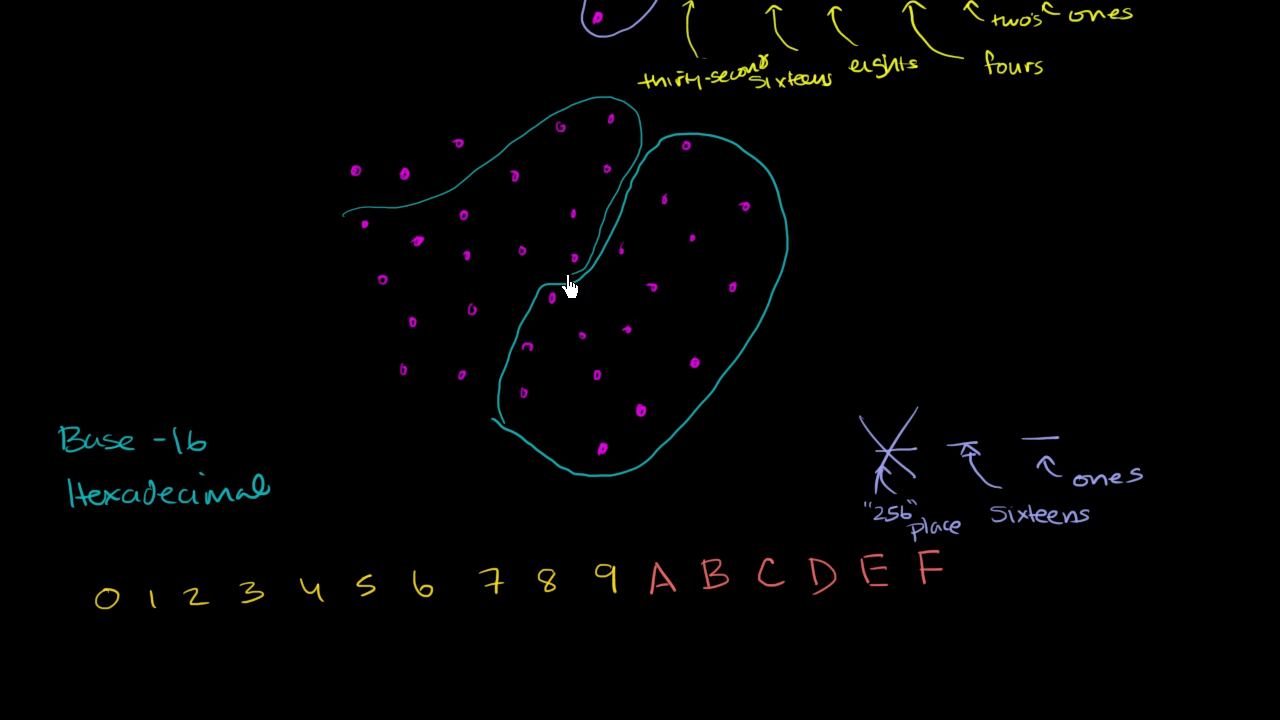 two's ones
thirty-second sixteens eights fours
Base-16
Hexadecimal
ones
"256" place
sixteens
0 1 2 3 4 5 6 7 8 9 A B C D E F